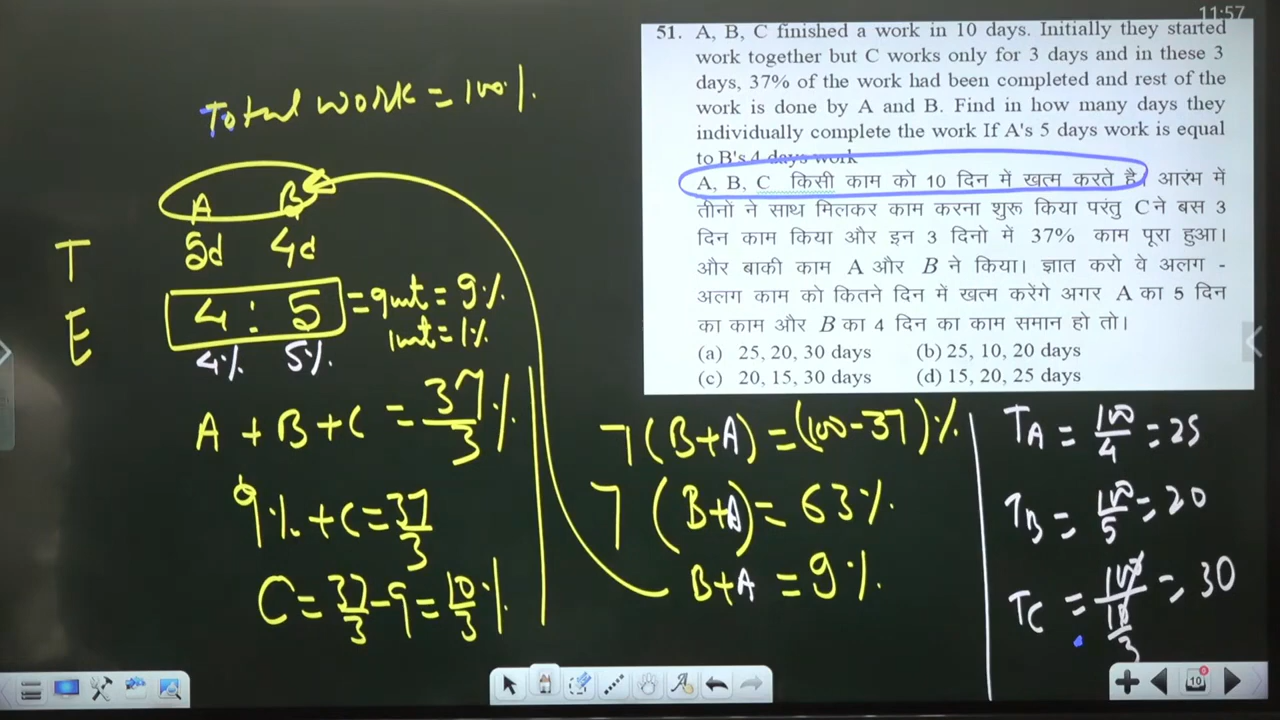 11:57
51. A, B, C finished a work in 10 days. Initially they started
work together but C works only for 3 days and in these 3
days, 37% of the work had been completed and rest of the
work is done by A and B. Find in how many days they
individually complete the work If A's 5 days work is equal
to B's 4 days work
A, B, C किसी काम को 10 दिन में खत्म करते है। आरंभ में
तीनो ने साथ मिलकर काम करना शुरू किया परंतु C ने बस 3
दिन काम किया और इन 3 दिनो में 37% काम पूरा हुआ।
और बाकी काम A और B ने किया। ज्ञात करो वे अलग -
अलग काम को कितने दिन में खत्म करेंगे अगर A का 5 दिन
का काम और B का 4 दिन का काम समान हो तो।
(a) 25, 20, 30 days (b) 25, 10, 20 days
(c) 20, 15, 30 days (d) 15, 20, 25 days
Total work = 100%.
A B
T 5d 4d
E 4 : 5 = 9 unit = 9%
1 unit = 1%
4% 5%
A + B + C = 37/3 %
9% + C = 37/3
C = 37/3 - 9 = 10/3 %
7 (B+A) = (100-37) %
7 (B+A) = 63%
B+A = 9%
TA = 100/4 = 25
TB = 100/5 = 20
TC = 100/10/3 = 30
10